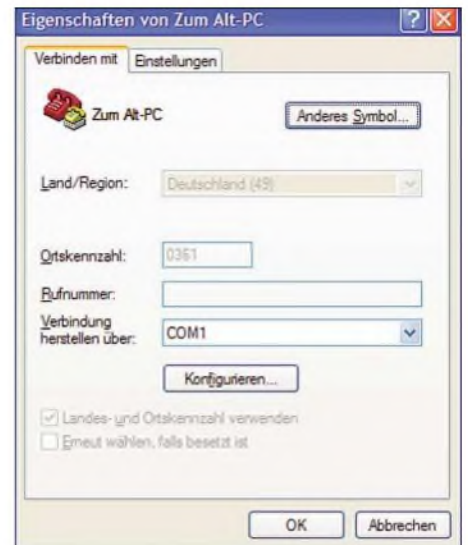 Eigenschaften von Zum Alt-PC
Verbinden mit Einstellungen
Zum Alt-PC Anderes Symbol...
Land/Region: Deutschland (49)
Ortskennzahl: 0361
Rufnummer:
Verbindung
herstellen über: COM1
Konfigurieren...
Landes- und Ortskennzahl verwenden
Erneut wählen, falls besetzt ist
OK Abbrechen